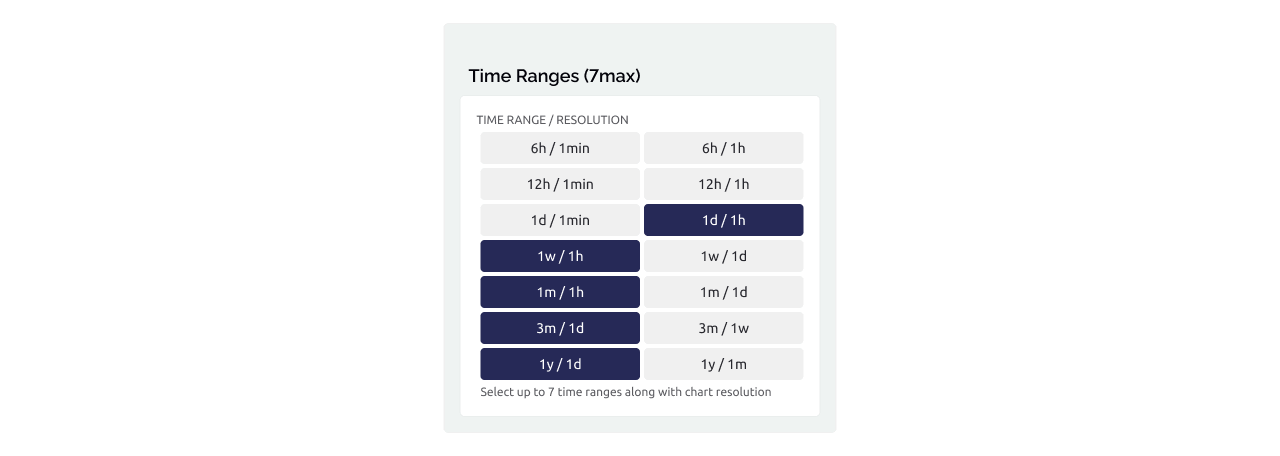 Time Ranges (7max)
TIME RANGE / RESOLUTION
6h / 1min
6h / 1h
12h / 1min
12h / 1h
1d / 1min
1d / 1h
1w / 1h
1w / 1d
1m / 1h
1m / 1d
3m / 1d
3m / 1w
1y / 1d
1y / 1m
Select up to 7 time ranges along with chart resolution